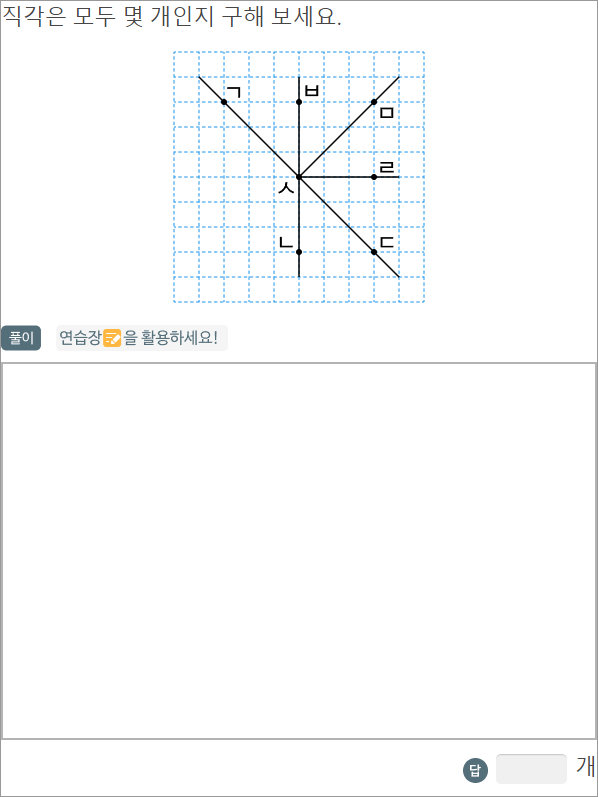 직각은 모두 몇 개인지 구해 보세요.
ㄱ
ㅂ
ㅁ
ㄹ
ㅅ
ㄴ
ㄷ
풀이 연습장을 활용하세요!
답 개